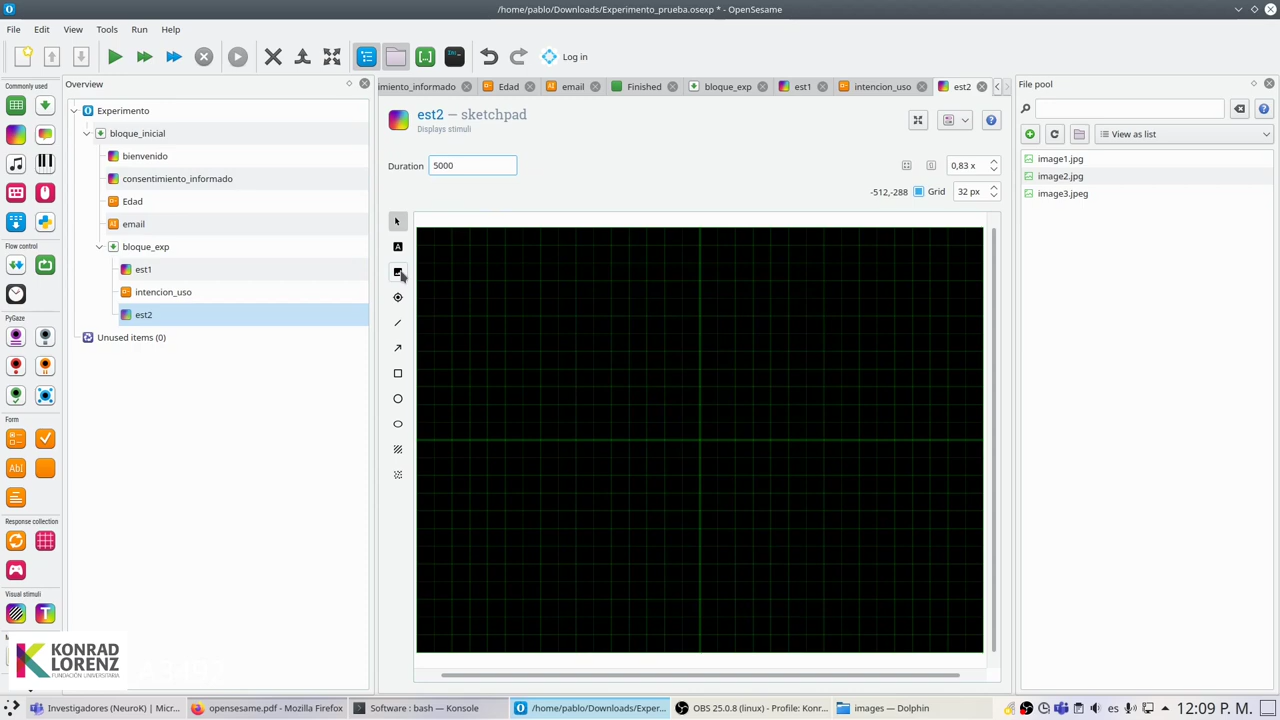 /home/pablo/Downloads/Experimento_prueba.osexp * - OpenSesame
File Edit View Tools Run Help
Log in
Commonly used
Flow control
PyGaze
Form
Response collection
Visual stimuli
Overview
Experimento
bloque_inicial
bienvenido
consentimiento_informado
Edad
email
bloque_exp
est1
intencion_uso
est2
Unused items (0)
imiento_informado Edad email Finished bloque_exp est1 intencion_uso est2
est2 — sketchpad
Displays stimuli
Duration 5000 0,83 x
-512,-288 Grid 32 px
File pool
View as list
image1.jpg
image2.jpg
image3.jpeg
KONRAD
LORENZ
FUNDACIÓN UNIVERSITARIA
Investigadores (NeuroK) | Micr... opensesame.pdf - Mozilla Firefox Software : bash — Konsole /home/pablo/Downloads/Exper... OBS 25.0.8 (linux) - Profile: Konr... images — Dolphin es 12:09 P. M.